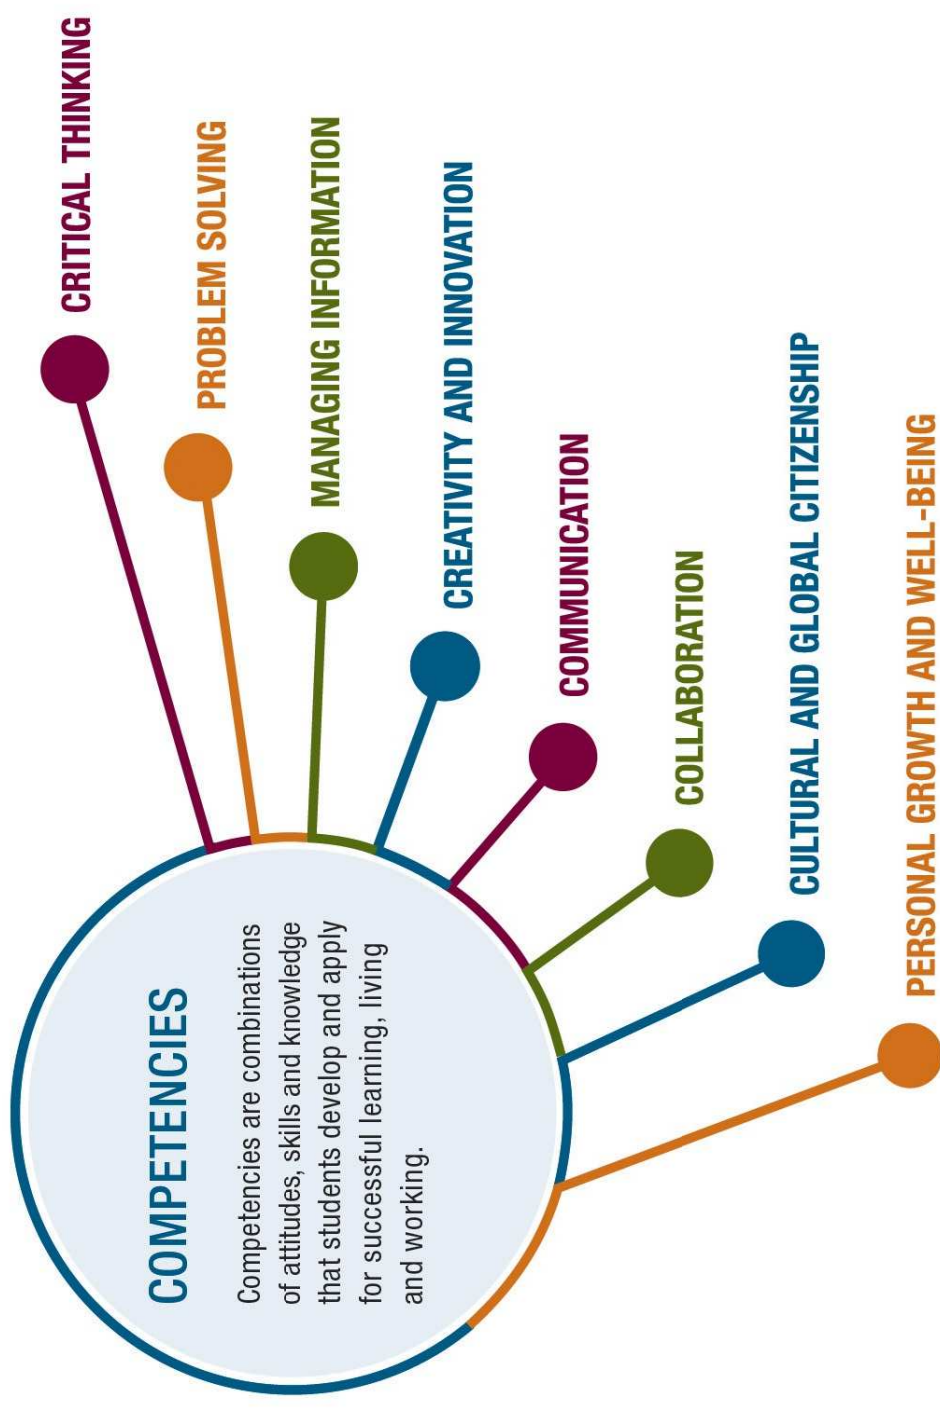 COMPETENCIES
Competencies are combinations
of attitudes, skills and knowledge
that students develop and apply
for successful learning, living
and working.
CRITICAL THINKING
PROBLEM SOLVING
MANAGING INFORMATION
CREATIVITY AND INNOVATION
COMMUNICATION
COLLABORATION
CULTURAL AND GLOBAL CITIZENSHIP
PERSONAL GROWTH AND WELL-BEING